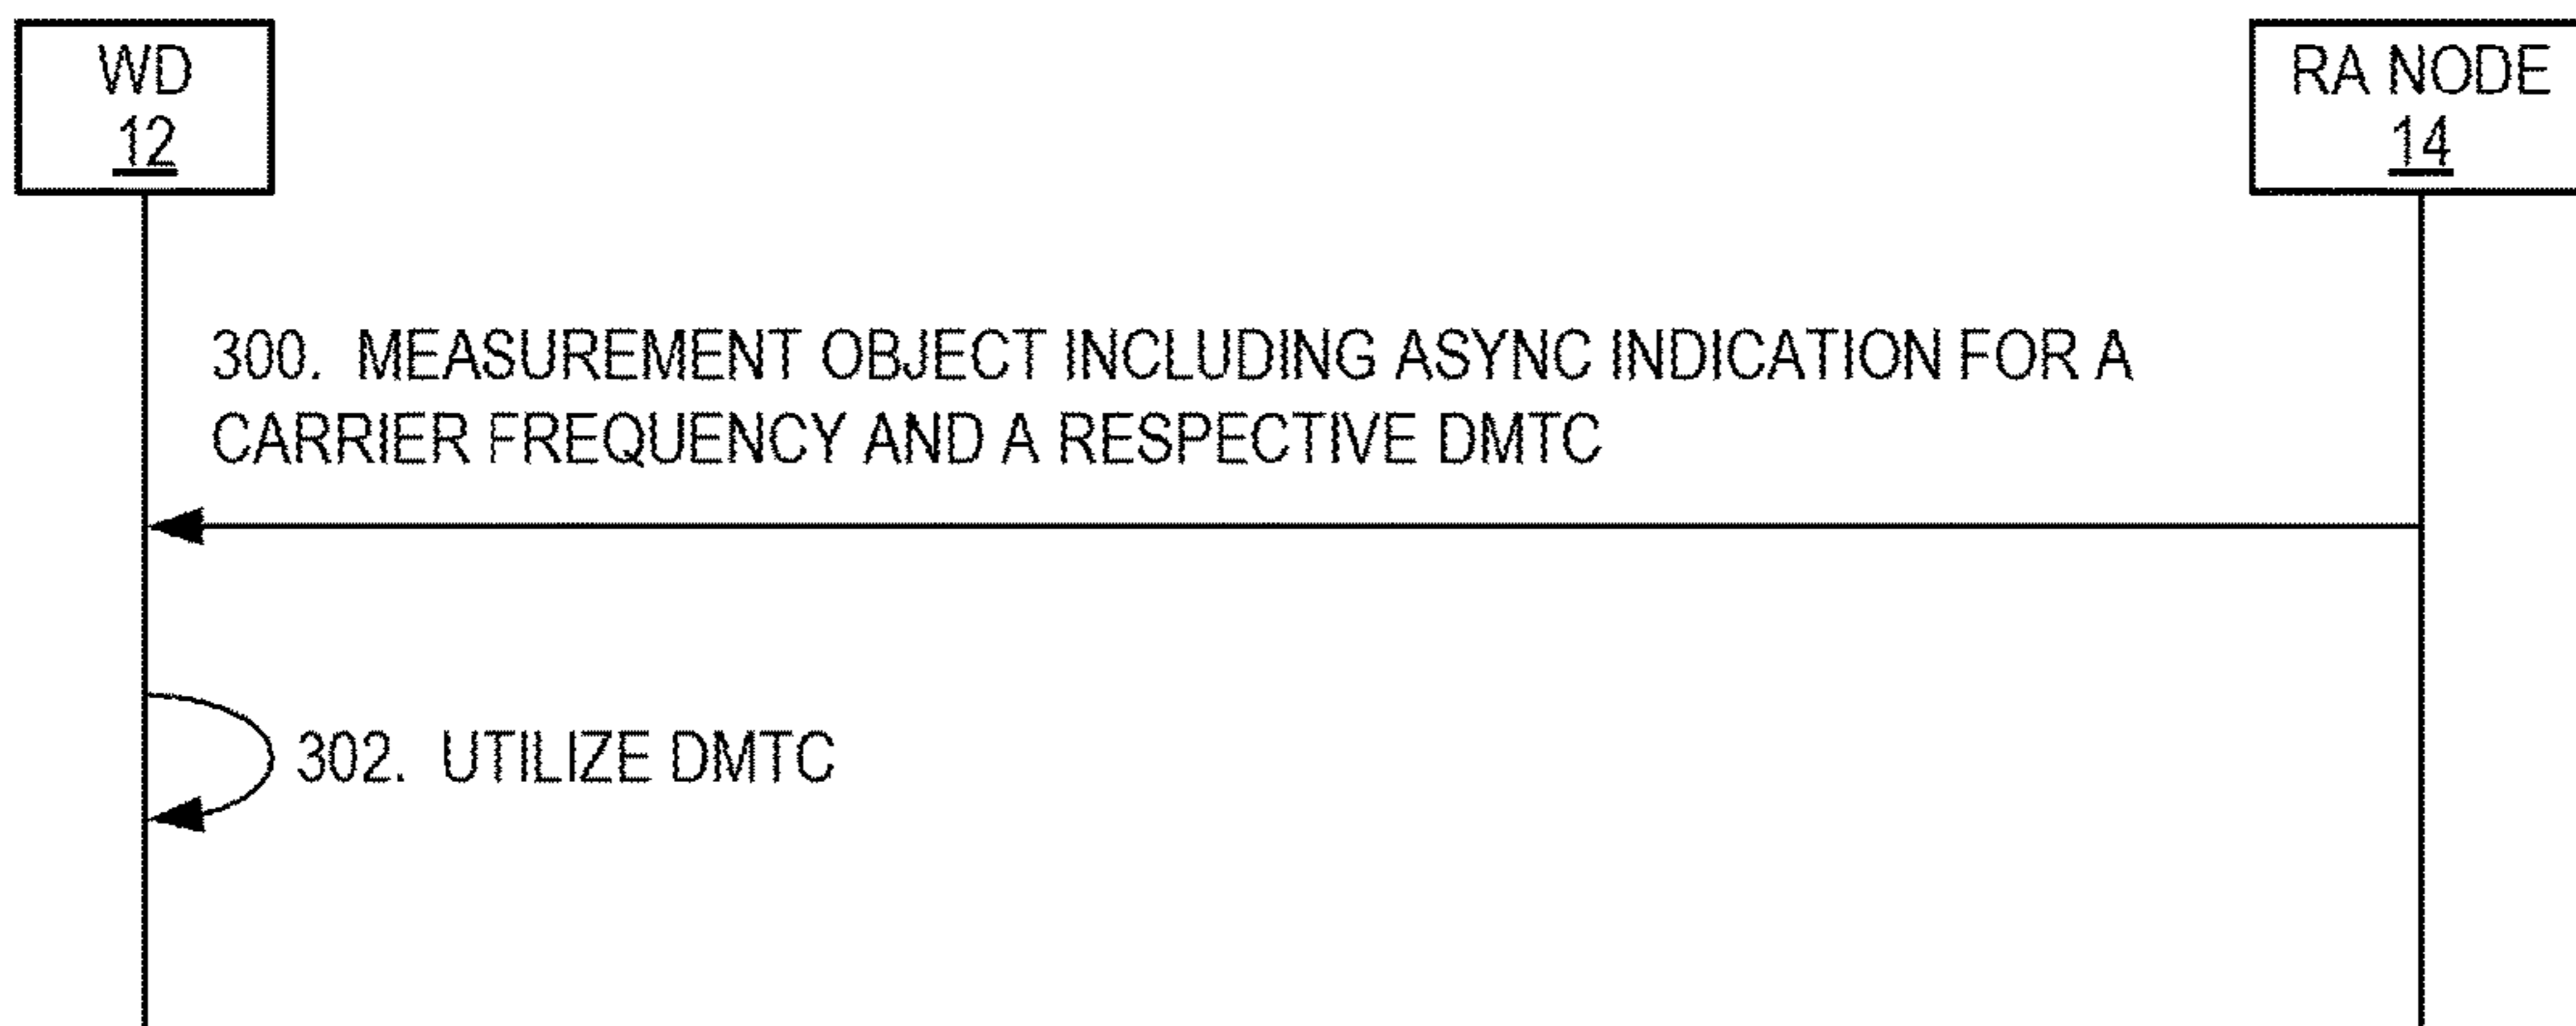 WD
12
RA NODE
14
300. MEASUREMENT OBJECT INCLUDING ASYNC INDICATION FOR A
CARRIER FREQUENCY AND A RESPECTIVE DMTC
302. UTILIZE DMTC